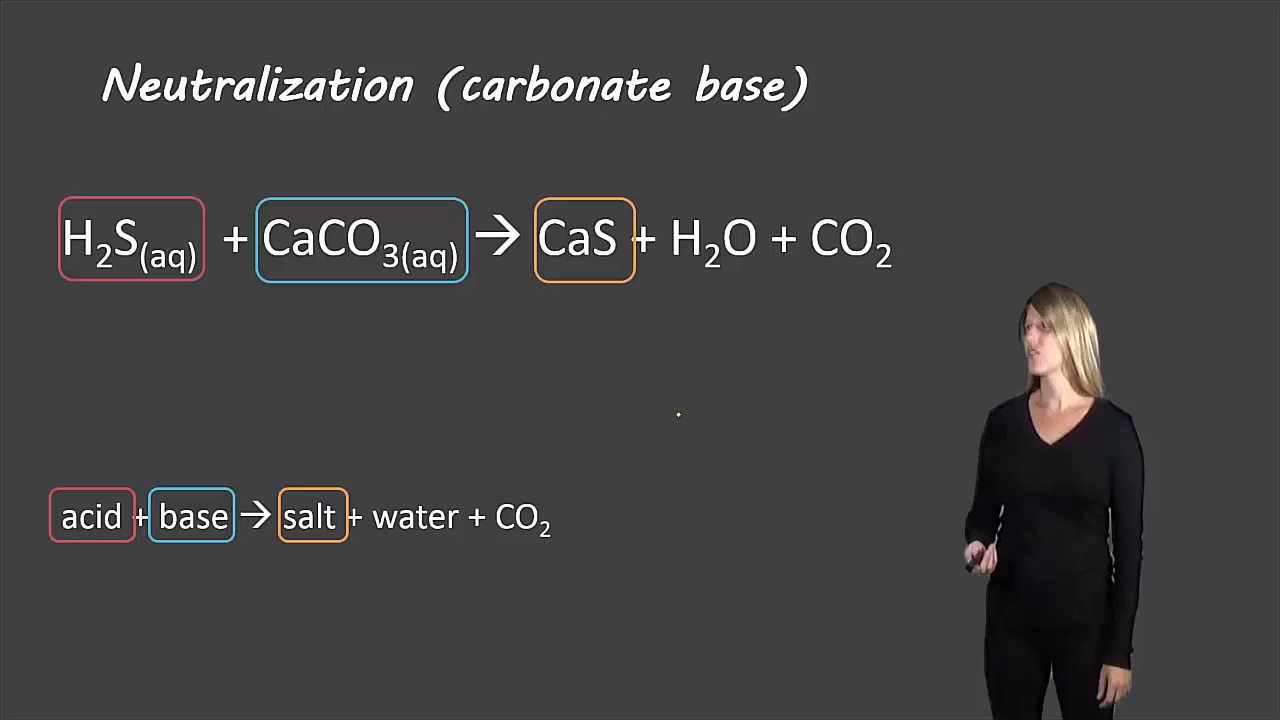 Neutralization (carbonate base)
H₂S₍aq₎ + CaCO₃₍aq₎ → CaS + H₂O + CO₂
acid + base → salt + water + CO₂